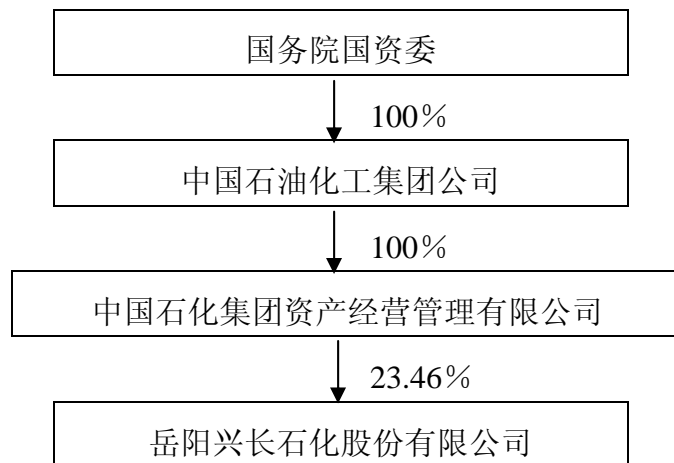 国务院国资委
100％
中国石油化工集团公司
100％
中国石化集团资产经营管理有限公司
23.46％
岳阳兴长石化股份有限公司